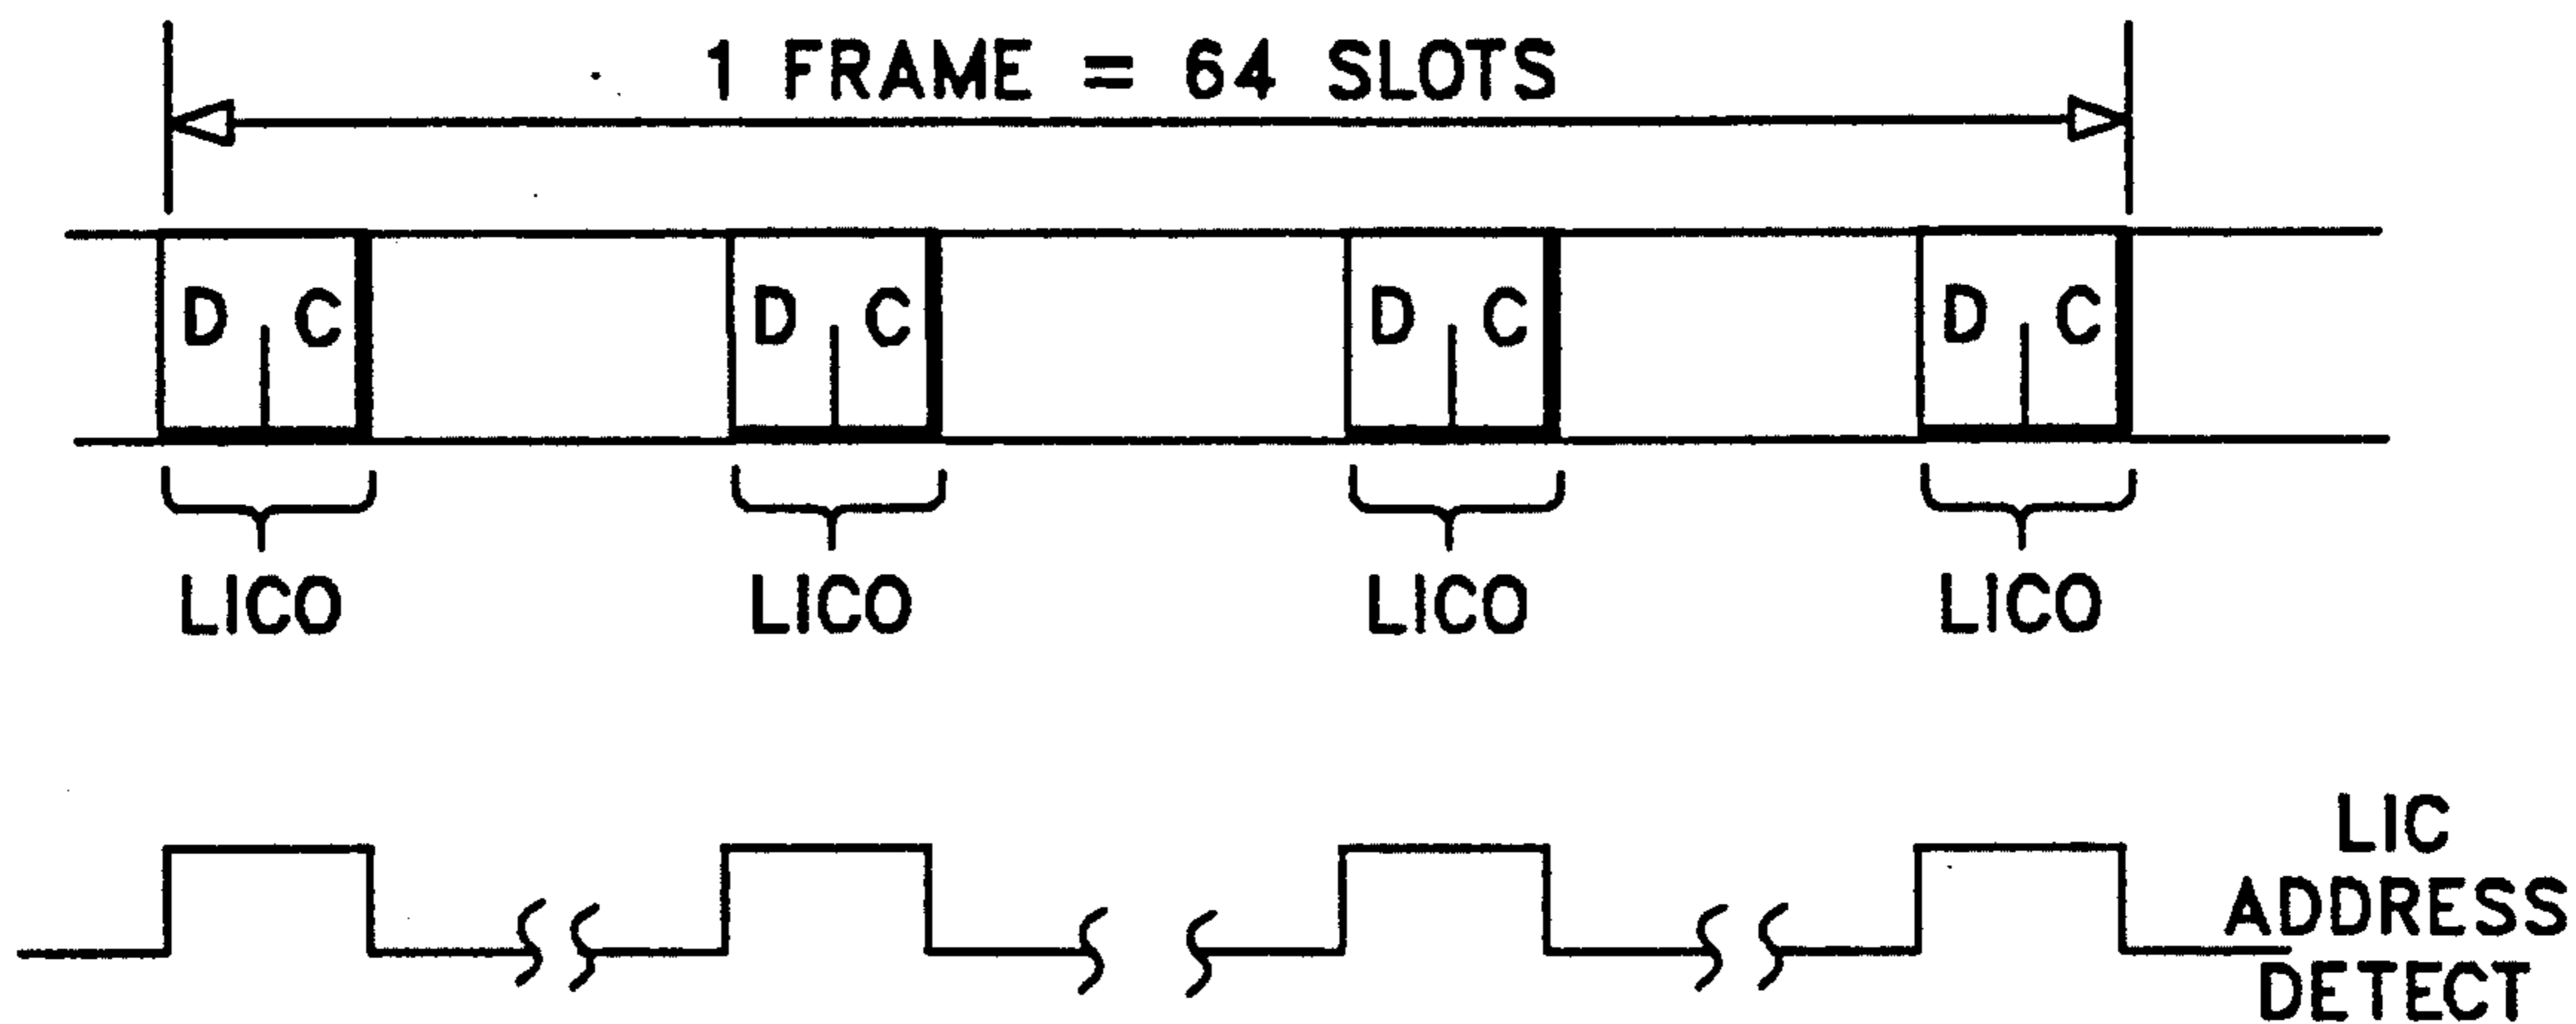 1 FRAME = 64 SLOTS
D C D C D C D C
LICO LICO LICO LICO
LIC
ADDRESS
DETECT